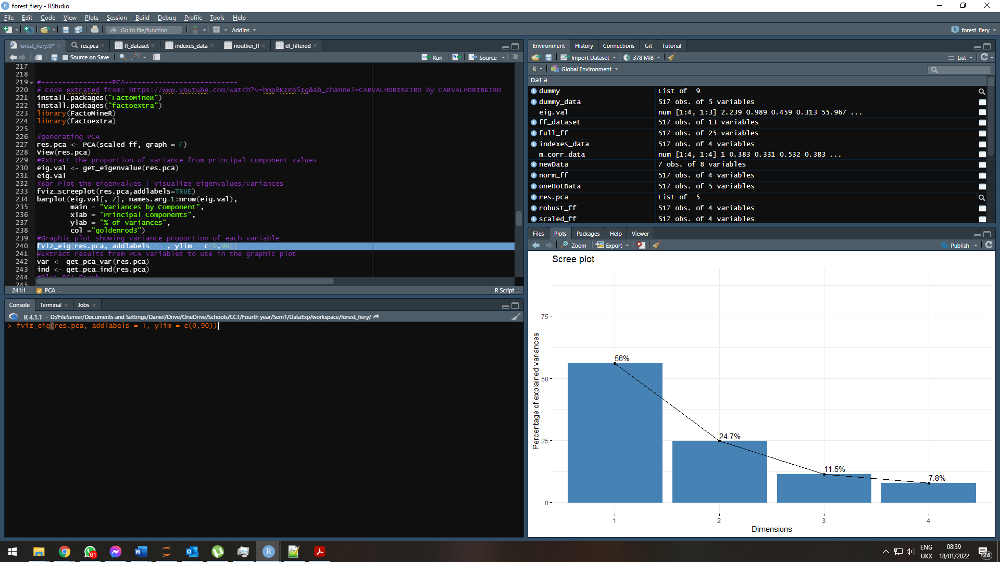 forest_fiery - RStudio
File Edit Code View Plots Session Build Debug Profile Tools Help
Go to file/function Addins forest_fiery
forest_fiery.R* res.pca ff_dataset indexes_data noutlier_ff df_filtered
Source on Save Run Source
217
218
219 #-----------------PCA---------------------------
220 # Code extrated from: https://www.youtube.com/watch?v=hmp9KIPb5Ig&ab_channel=CARVALHORIBEIRO by CARVALHORIBEIRO
221 install.packages("FactoMineR")
222 install.packages("factoextra")
223 library(FactoMineR)
224 library(factoextra)
225
226 #generating PCA
227 res.pca <- PCA(scaled_ff, graph = F)
228 View(res.pca)
229 #Extract the proportion of variance from principal component values
230 eig.val <- get_eigenvalue(res.pca)
231 eig.val
232 #Bar Plot the eigenvalues | Visualize eigenvalues/variances
233 fviz_screeplot(res.pca,addlabels=TRUE)
234 barplot(eig.val[, 2], names.arg=1:nrow(eig.val),
235 main = "Variances by Component",
236 xlab = "Principal Components",
237 ylab = "% of variances",
238 col ="goldenrod3")
239 #Graphic plot showing variance proportion of each variable
240 fviz_eig(res.pca, addlabels = T, ylim = c(0,90))
241 #Extract results from PCA variables to use in the graphic plot
242 var <- get_pca_var(res.pca)
243 ind <- get_pca_ind(res.pca)
244 #Plot PCA Graph
245
241:1 # PCA R Script
Console Terminal Jobs
R 4.1.1 · D:/FileServer/Documents and Settings/Daniel/Drive/OneDrive/Schools/CCT/Fourth year/Sem1/DataExp/workspace/forest_fiery/
> fviz_eig(res.pca, addlabels = T, ylim = c(0,90))
Environment History Connections Git Tutorial
Import Dataset 378 MiB List
R Global Environment
Data
dummy List of 9
dummy_data 517 obs. of 5 variables
eig.val num [1:4, 1:3] 2.239 0.989 0.459 0.313 55.967 ...
ff_dataset 517 obs. of 13 variables
full_ff 517 obs. of 25 variables
indexes_data 517 obs. of 4 variables
m_corr_data num [1:4, 1:4] 1 0.383 0.331 0.532 0.383 ...
newData 7 obs. of 8 variables
norm_ff 517 obs. of 4 variables
oneHotData 517 obs. of 5 variables
res.pca List of 5
robust_ff 517 obs. of 4 variables
scaled_ff 517 obs. of 4 variables
Files Plots Packages Help Viewer
Zoom Export Publish
Scree plot
Percentage of explained variances
75
50
25
0
56%
24.7%
11.5%
7.8%
1 2 3 4
Dimensions
61
W
R
ENG
UKX
08:39
18/01/2022
24